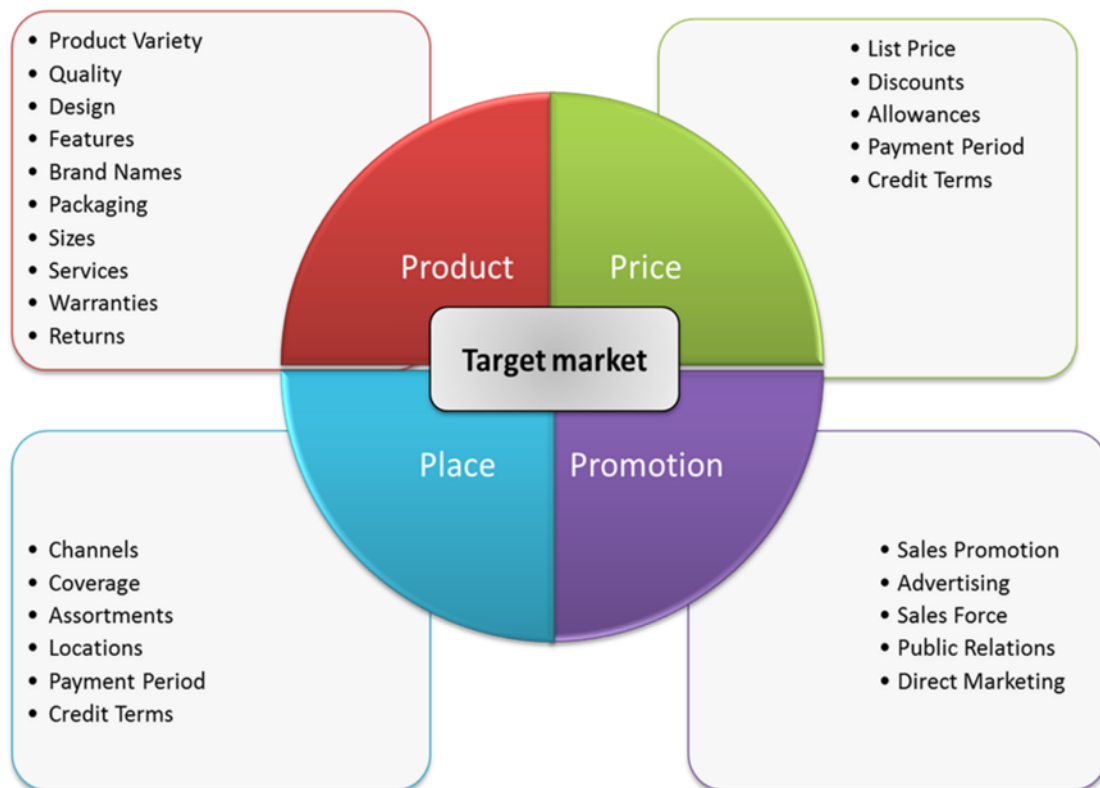 • Product Variety
• Quality
• Design
• Features
• Brand Names
• Packaging
• Sizes
• Services
• Warranties
• Returns
• List Price
• Discounts
• Allowances
• Payment Period
• Credit Terms
Product
Price
Target market
Place
Promotion
• Channels
• Coverage
• Assortments
• Locations
• Payment Period
• Credit Terms
• Sales Promotion
• Advertising
• Sales Force
• Public Relations
• Direct Marketing